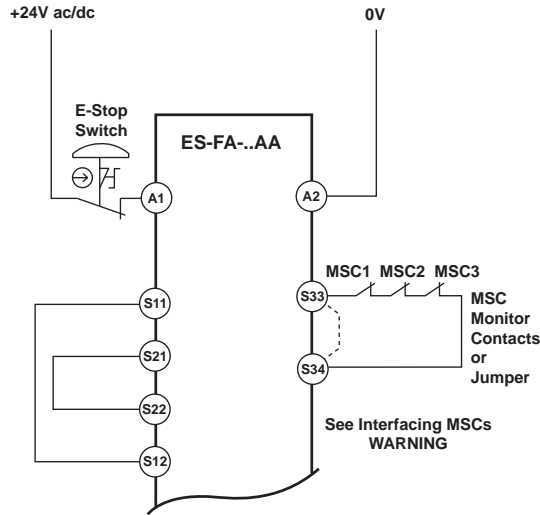 +24V ac/dc
0V
E-Stop
Switch
ES-FA-..AA
A1
A2
MSC1 MSC2 MSC3
S11
S33
MSC
Monitor
Contacts
or
Jumper
S21
S34
S22
See Interfacing MSCs
WARNING
S12